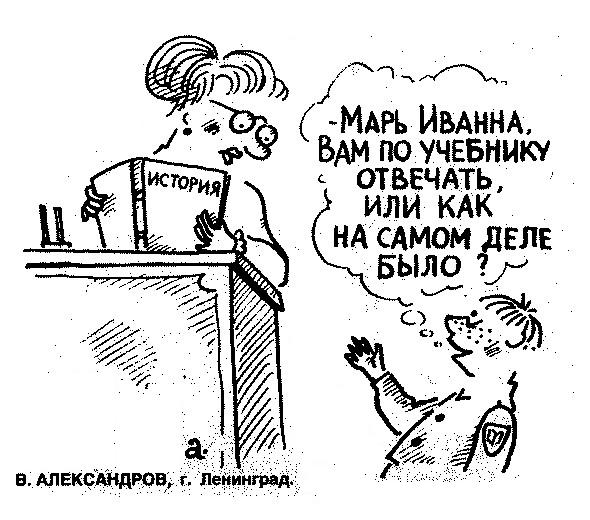 ИСТОРИЯ
-МАРЬ ИВАННА,
ВАМ ПО УЧЕБНИКУ
ОТВЕЧАТЬ,
ИЛИ КАК
НА САМОМ ДЕЛЕ
БЫЛО ?
а.
В. АЛЕКСАНДРОВ, г. Ленинград.